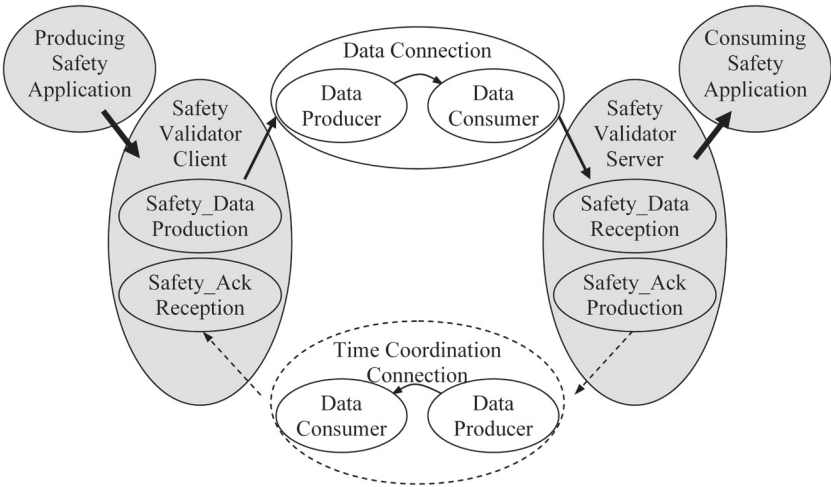 Producing
Safety
Application
Safety
Validator
Client
Safety_Data
Production
Safety_Ack
Reception
Data Connection
Data
Producer
Data
Consumer
Consuming
Safety
Application
Safety
Validator
Server
Safety_Data
Reception
Safety_Ack
Production
Time Coordination
Connection
Data
Consumer
Data
Producer